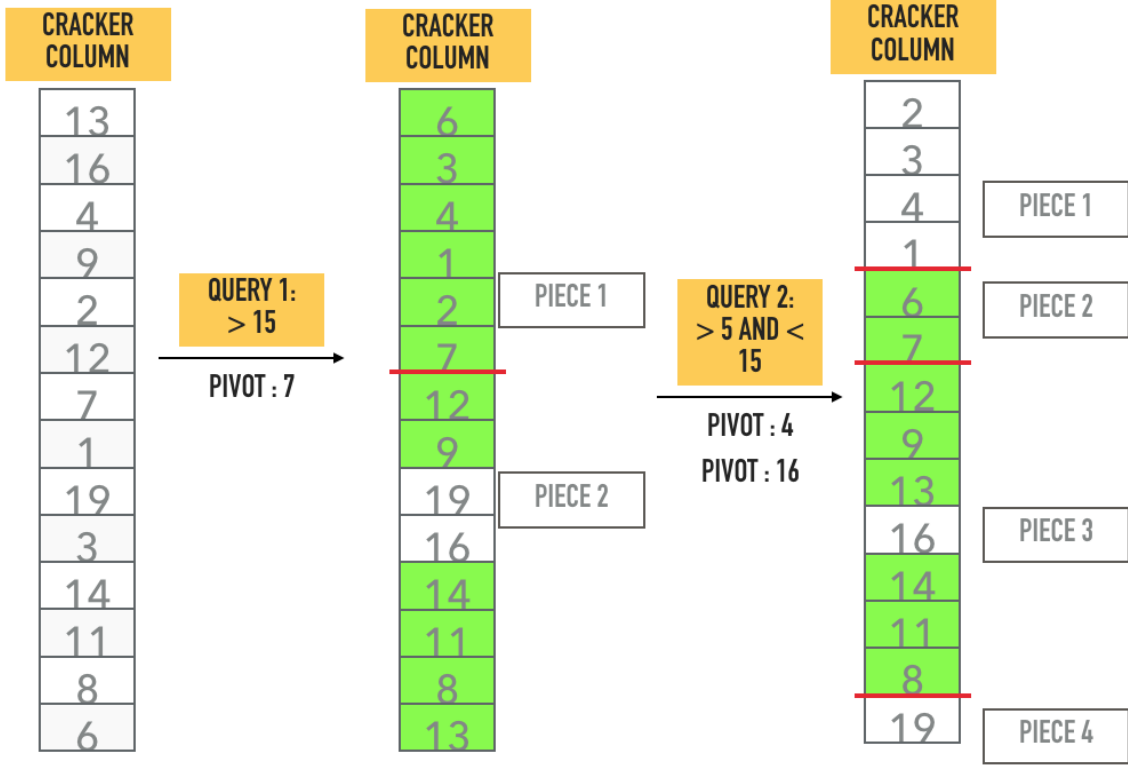 CRACKER
COLUMN
13
16
4
9
2
12
7
1
19
3
14
11
8
6
QUERY 1:
> 15
PIVOT : 7
CRACKER
COLUMN
6
3
4
1
2
7
12
9
19
16
14
11
8
13
PIECE 1
PIECE 2
QUERY 2:
> 5 AND <
15
PIVOT : 4
PIVOT : 16
CRACKER
COLUMN
2
3
4
1
6
7
12
9
13
16
14
11
8
19
PIECE 1
PIECE 2
PIECE 3
PIECE 4